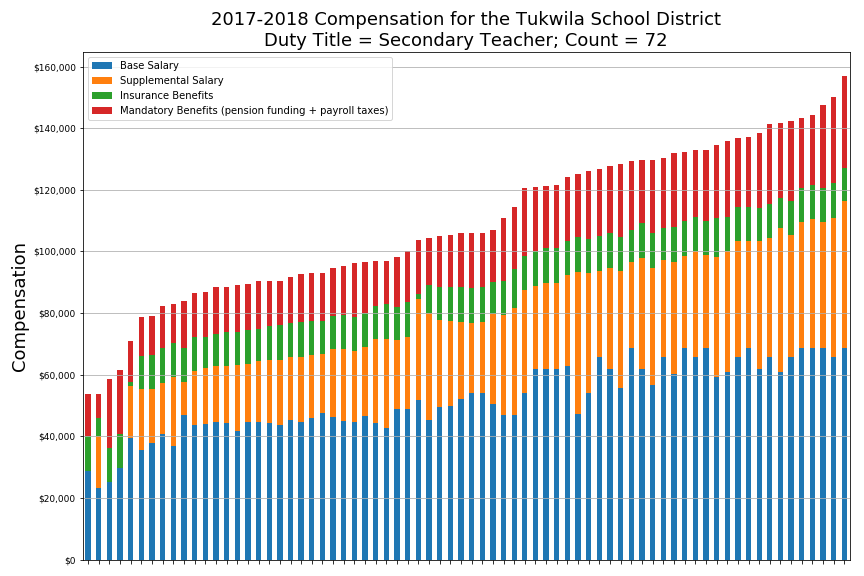 2017-2018 Compensation for the Tukwila School District
Duty Title = Secondary Teacher; Count = 72
Base Salary
Supplemental Salary
Insurance Benefits
Mandatory Benefits (pension funding + payroll taxes)
Compensation
$160,000
$140,000
$120,000
$100,000
$80,000
$60,000
$40,000
$20,000
$0